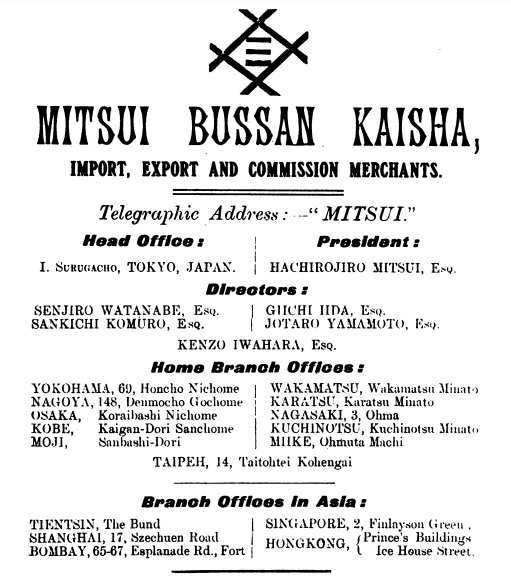 MITSUI BUSSAN KAISHA,
IMPORT, EXPORT AND COMMISSION MERCHANTS.
Telegraphic Address: —"MITSUI."
Head Office:
President:
I. SURUGACHO, TOKYO, JAPAN.
HACHIROJIRO MITSUI, ESQ.
Directors:
SENJIRO WATANABE, ESQ.
GIICHI IIDA, ESQ.
SANKICHI KOMURO, ESQ.
JOTARO YAMAMOTO, ESQ.
KENZO IWAHARA, ESQ.
Home Branch Offices:
YOKOHAMA, 69, Honcho Nichome
WAKAMATSU, Wakamatsu Minato
NAGOYA, 148, Denmocho Gochome
KARATSU, Karatsu Minato
OSAKA, Koraibashi Nichome
NAGASAKI, 3, Ohma
KOBE, Kaigan-Dori Sanchome
KUCHINOTSU, Kuchinotsu Minato
MOJI, Sanbashi-Dori
MIIKE, Ohmuta Machi
TAIPEH, 14, Taitohtei Kohengai
Branch Offices in Asia:
TIENTSIN, The Bund
SINGAPORE, 2, Finlayson Green.
SHANGHAI, 17, Szechuen Road
HONGKONG, { Prince's Buildings
BOMBAY, 65-67, Esplanade Rd., Fort
Ice House Street.